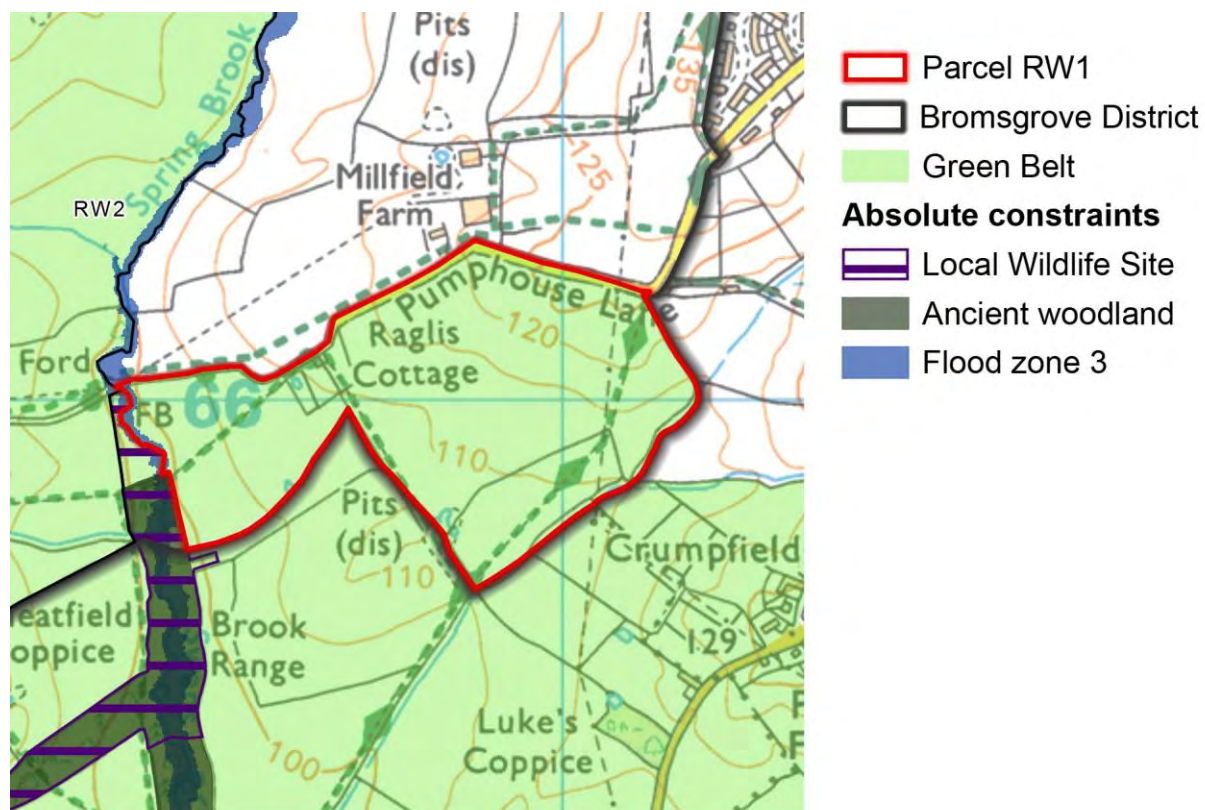 Pits
(dis)
135
Spring Brook
RW2
125
Millfield
Farm
Pumphouse Lane
120
Raglis
Cottage
Ford
FB
66
110
Pits
(dis)
110
Crumpfield
eatfield
oppice
Brook
Range
129
Luke's
Coppice
100
F
F
Parcel RW1
Bromsgrove District
Green Belt
Absolute constraints
Local Wildlife Site
Ancient woodland
Flood zone 3